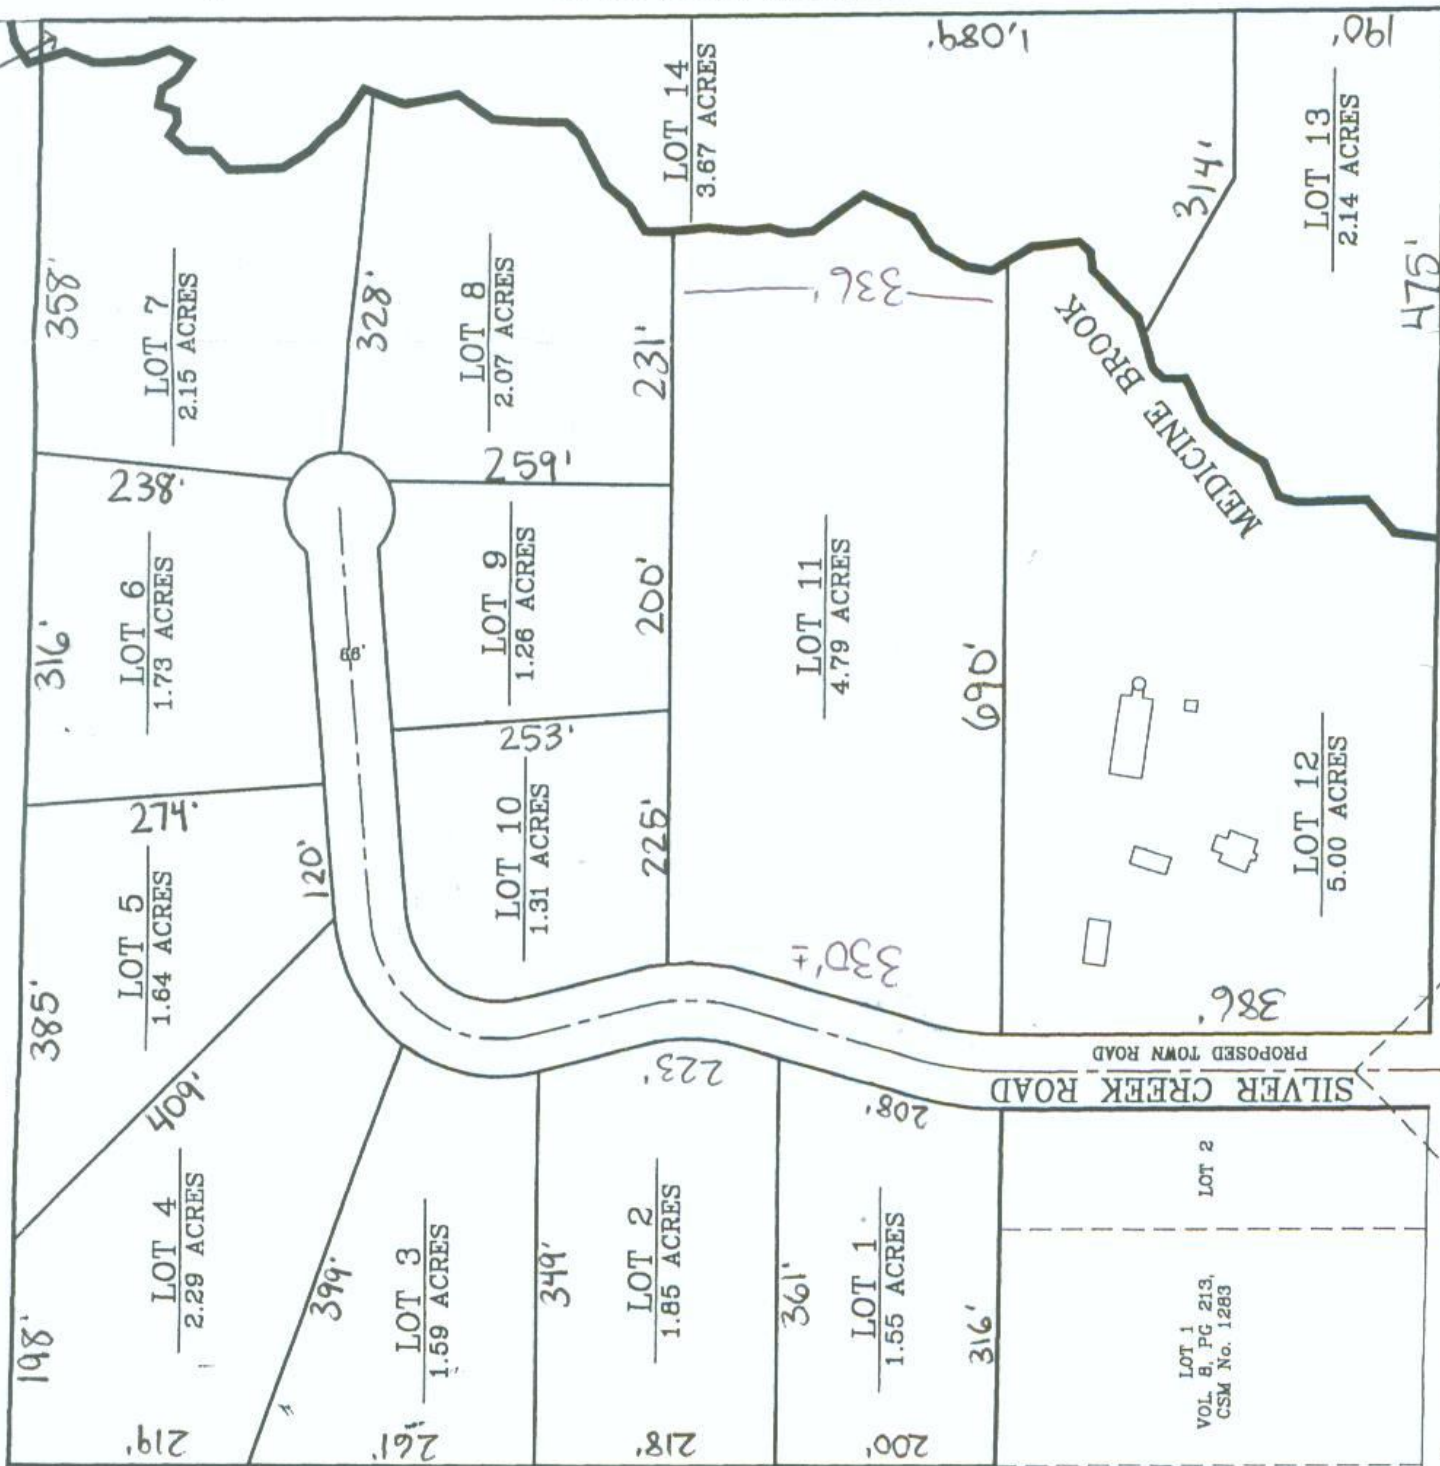 358'
LOT 7
2.15 ACRES
328'
LOT 8
2.07 ACRES
231'
259'
LOT 14
3.67 ACRES
1,089'
190'
LOT 13
2.14 ACRES
314'
475'
MEDICINE BROOK
336'
238'
316'
LOT 6
1.73 ACRES
66'
LOT 9
1.26 ACRES
200'
253'
LOT 11
4.79 ACRES
690'
LOT 12
5.00 ACRES
386'
274'
385'
LOT 5
1.64 ACRES
120'
LOT 10
1.31 ACRES
225'
330'±
PROPOSED TOWN ROAD
SILVER CREEK ROAD
409'
198'
LOT 4
2.29 ACRES
219'
399'
LOT 3
1.59 ACRES
261'
349'
223'
LOT 2
1.85 ACRES
218'
361'
208'
LOT 1
1.55 ACRES
200'
316'
LOT 2
LOT 1
VOL. 8, PG 213,
CSM No. 1283